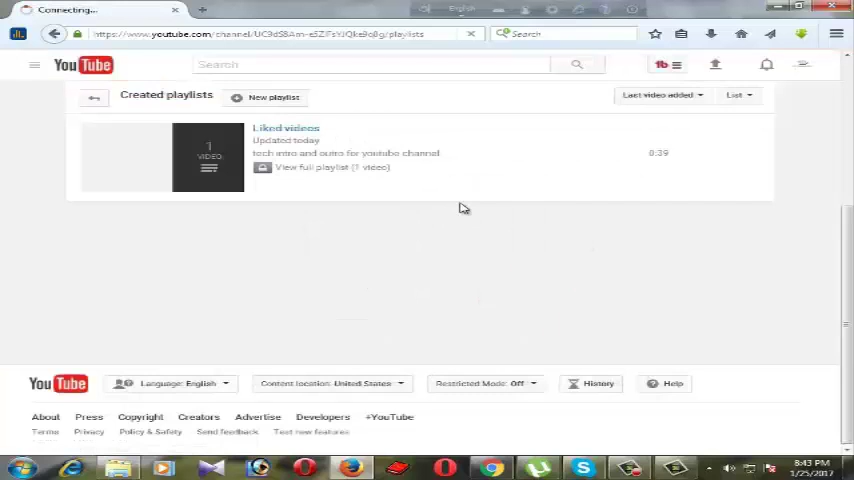 Connecting...
English
https://www.youtube.com/channel/UC9dS8Am-eSZIFsYJQke9o8g/playlists
Search
YouTube
Search
Created playlists
New playlist
Last video added
List
1
VIDEO
Liked videos
Updated today
tech intro and outro for youtube channel
0:39
View full playlist (1 video)
YouTube
Language: English
Content location: United States
Restricted Mode: Off
History
Help
About Press Copyright Creators Advertise Developers +YouTube
Terms Privacy Policy & Safety Send feedback Test new features
8:43 PM
1/25/2017